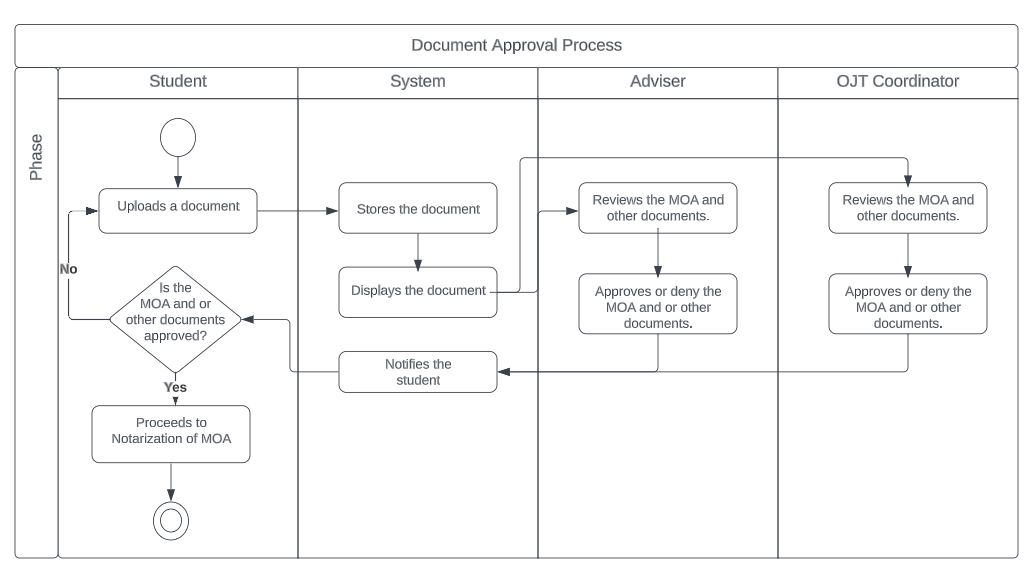 Document Approval Process
Phase
Student
System
Adviser
OJT Coordinator
Uploads a document
Stores the document
Reviews the MOA and
other documents.
Reviews the MOA and
other documents.
No
Is the
MOA and or
other documents
approved?
Displays the document
Approves or deny the
MOA and or other
documents.
Approves or deny the
MOA and or other
documents.
Notifies the
student
Yes
Proceeds to
Notarization of MOA